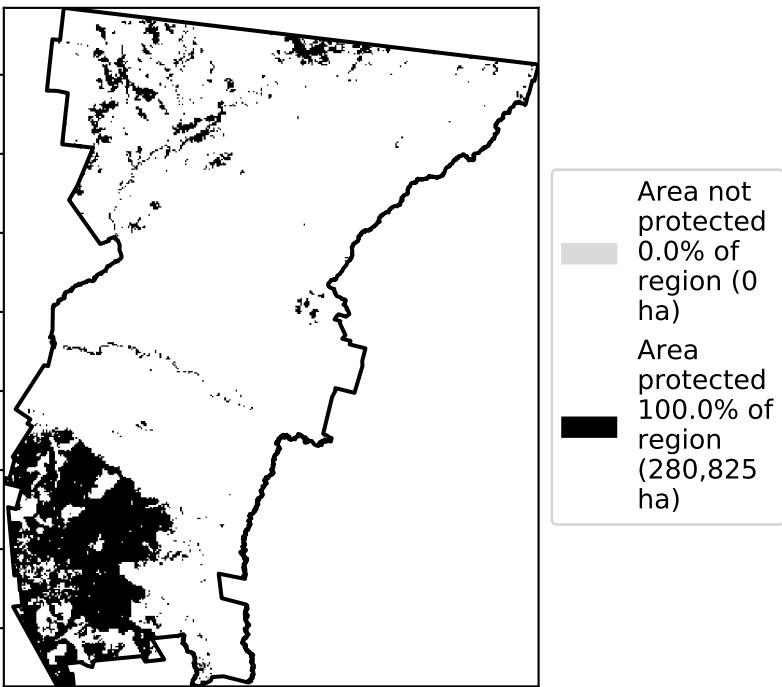 Area not
protected
0.0% of
region (0
ha)
Area
protected
100.0% of
region
(280,825
ha)